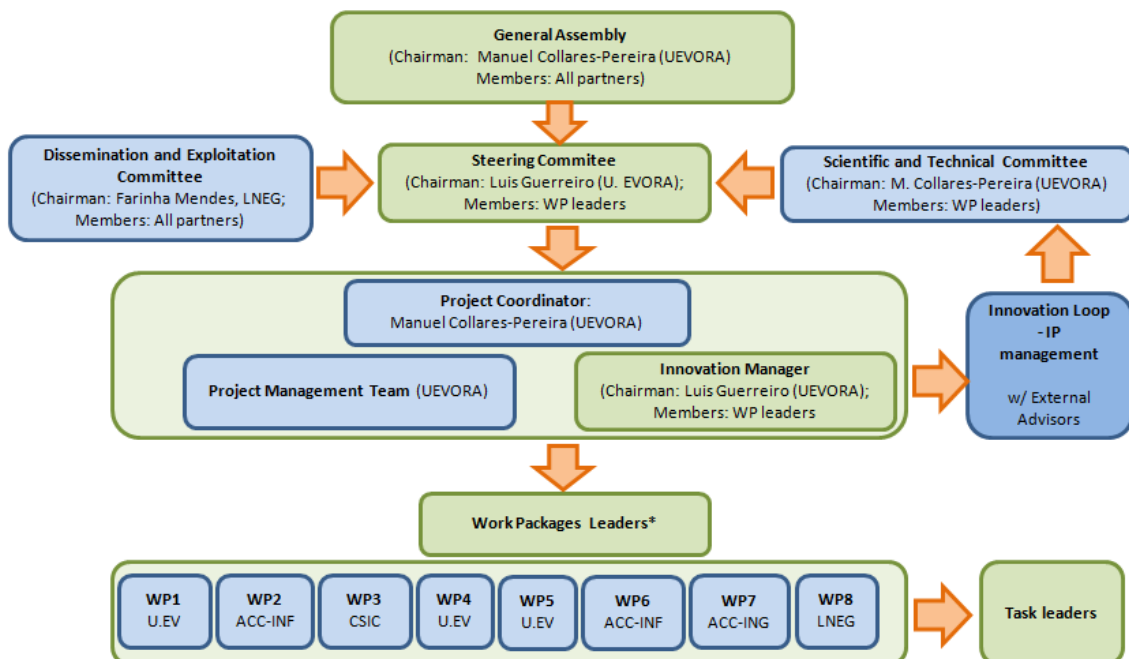 General Assembly
(Chairman: Manuel Collares-Pereira (UEVORA)
Members: All partners)
Dissemination and Exploitation
Committee
(Chairman: Farinha Mendes, LNEG;
Members: All partners)
Steering Commitee
(Chairman: Luis Guerreiro (U. EVORA);
Members: WP leaders
Scientific and Technical Committee
(Chairman: M. Collares-Pereira (UEVORA)
Members: WP leaders)
Project Coordinator:
Manuel Collares-Pereira (UEVORA)
Project Management Team (UEVORA)
Innovation Manager
(Chairman: Luis Guerreiro (UEVORA);
Members: WP leaders
Innovation Loop
- IP
management
w/ External
Advisors
Work Packages Leaders*
WP1
U.EV
WP2
ACC-INF
WP3
CSIC
WP4
U.EV
WP5
U.EV
WP6
ACC-INF
WP7
ACC-ING
WP8
LNEG
Task leaders